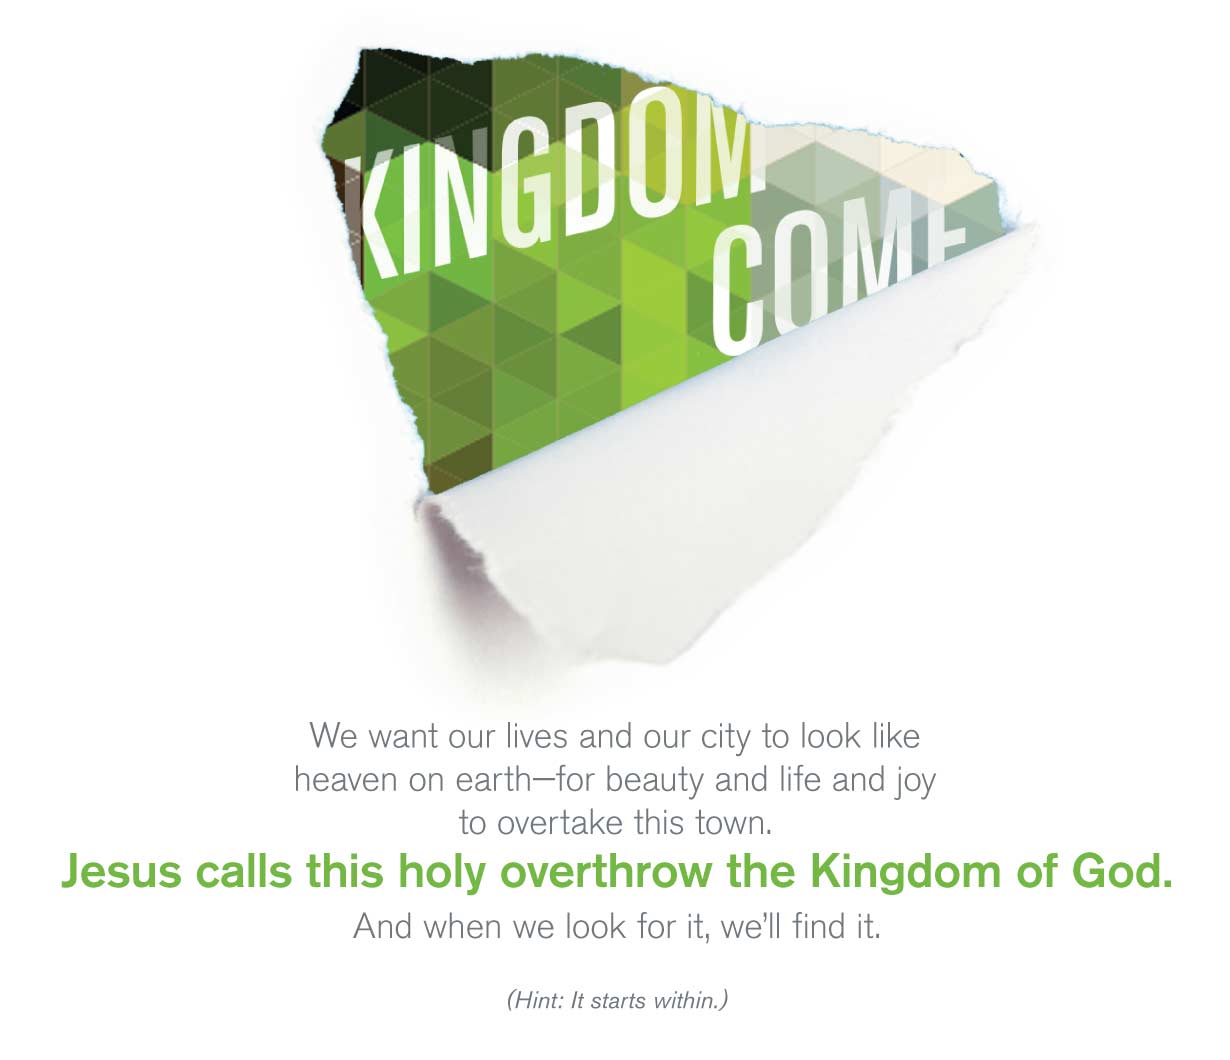 KINGDOM
COME
We want our lives and our city to look like
heaven on earth—for beauty and life and joy
to overtake this town.
Jesus calls this holy overthrow the Kingdom of God.
And when we look for it, we’ll find it.
(Hint: It starts within.)